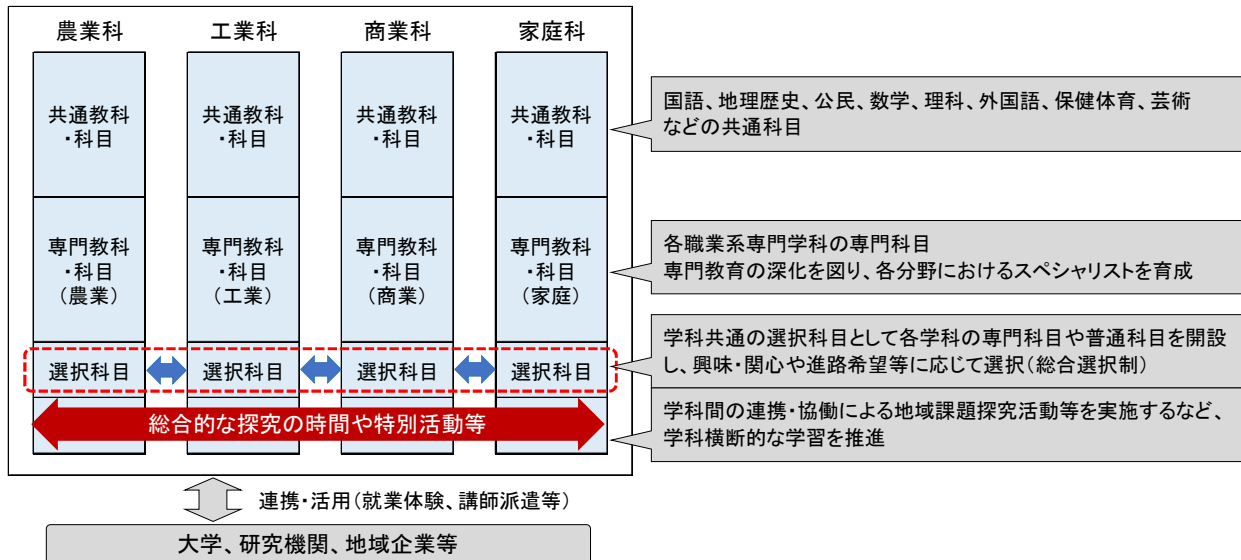 農業科
工業科
商業科
家庭科
共通教科
・科目
共通教科
・科目
共通教科
・科目
共通教科
・科目
国語、地理歴史、公民、数学、理科、外国語、保健体育、芸術
などの共通科目
専門教科
・科目
（農業）
専門教科
・科目
（工業）
専門教科
・科目
（商業）
専門教科
・科目
（家庭）
各職業系専門学科の専門科目
専門教育の深化を図り、各分野におけるスペシャリストを育成
選択科目
選択科目
選択科目
選択科目
学科共通の選択科目として各学科の専門科目や普通科目を開設
し、興味・関心や進路希望等に応じて選択（総合選択制）
総合的な探究の時間や特別活動等
学科間の連携・協働による地域課題探究活動等を実施するなど、
学科横断的な学習を推進
連携・活用（就業体験、講師派遣等）
大学、研究機関、地域企業等